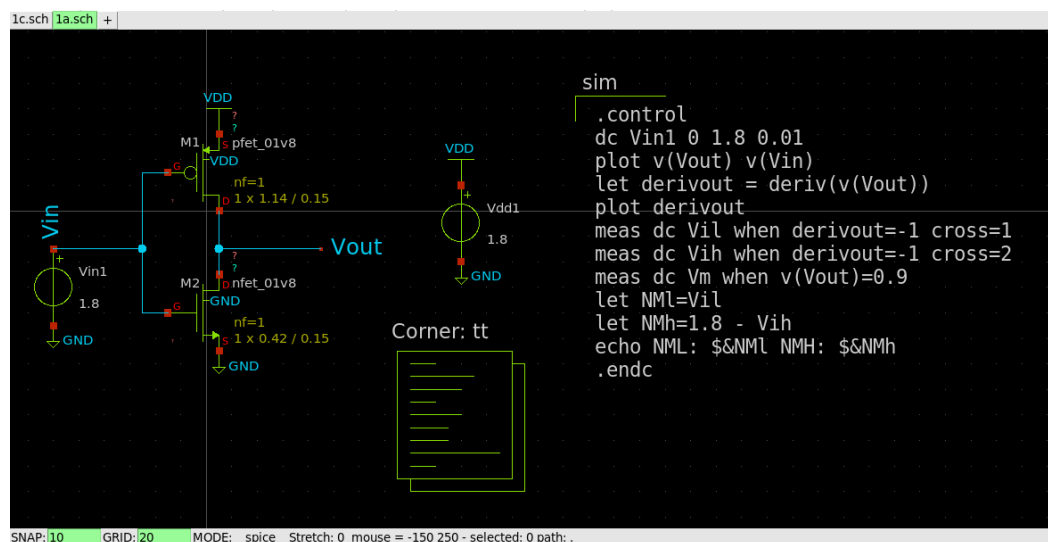 1c.sch 1a.sch +
sim
.control
dc Vin1 0 1.8 0.01
plot v(Vout) v(Vin)
let derivout = deriv(v(Vout))
plot derivout
meas dc Vil when derivout=-1 cross=1
meas dc Vih when derivout=-1 cross=2
meas dc Vm when v(Vout)=0.9
let NMl=Vil
let NMh=1.8 - Vih
echo NML: $&NMl NMH: $&NMh
.endc
VDD
?
?
M1
S
pfet_01v8
G
VDD
nf=1
D
1 x 1.14 / 0.15
Vin
Vout
+
Vin1
1.8
GND
?
?
M2
D
nfet_01v8
GND
G
nf=1
S
1 x 0.42 / 0.15
GND
VDD
+
Vdd1
1.8
GND
Corner: tt
SNAP: 10 GRID: 20 MODE: spice Stretch: 0 mouse = -150 250 - selected: 0 path: .